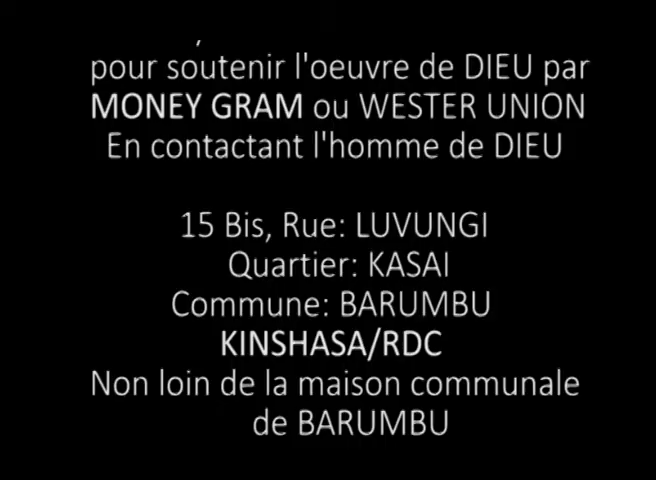 pour soutenir l'oeuvre de DIEU par
MONEY GRAM ou WESTER UNION
En contactant l'homme de DIEU
15 Bis, Rue: LUVUNGI
Quartier: KASAI
Commune: BARUMBU
KINSHASA/RDC
Non loin de la maison communale
de BARUMBU